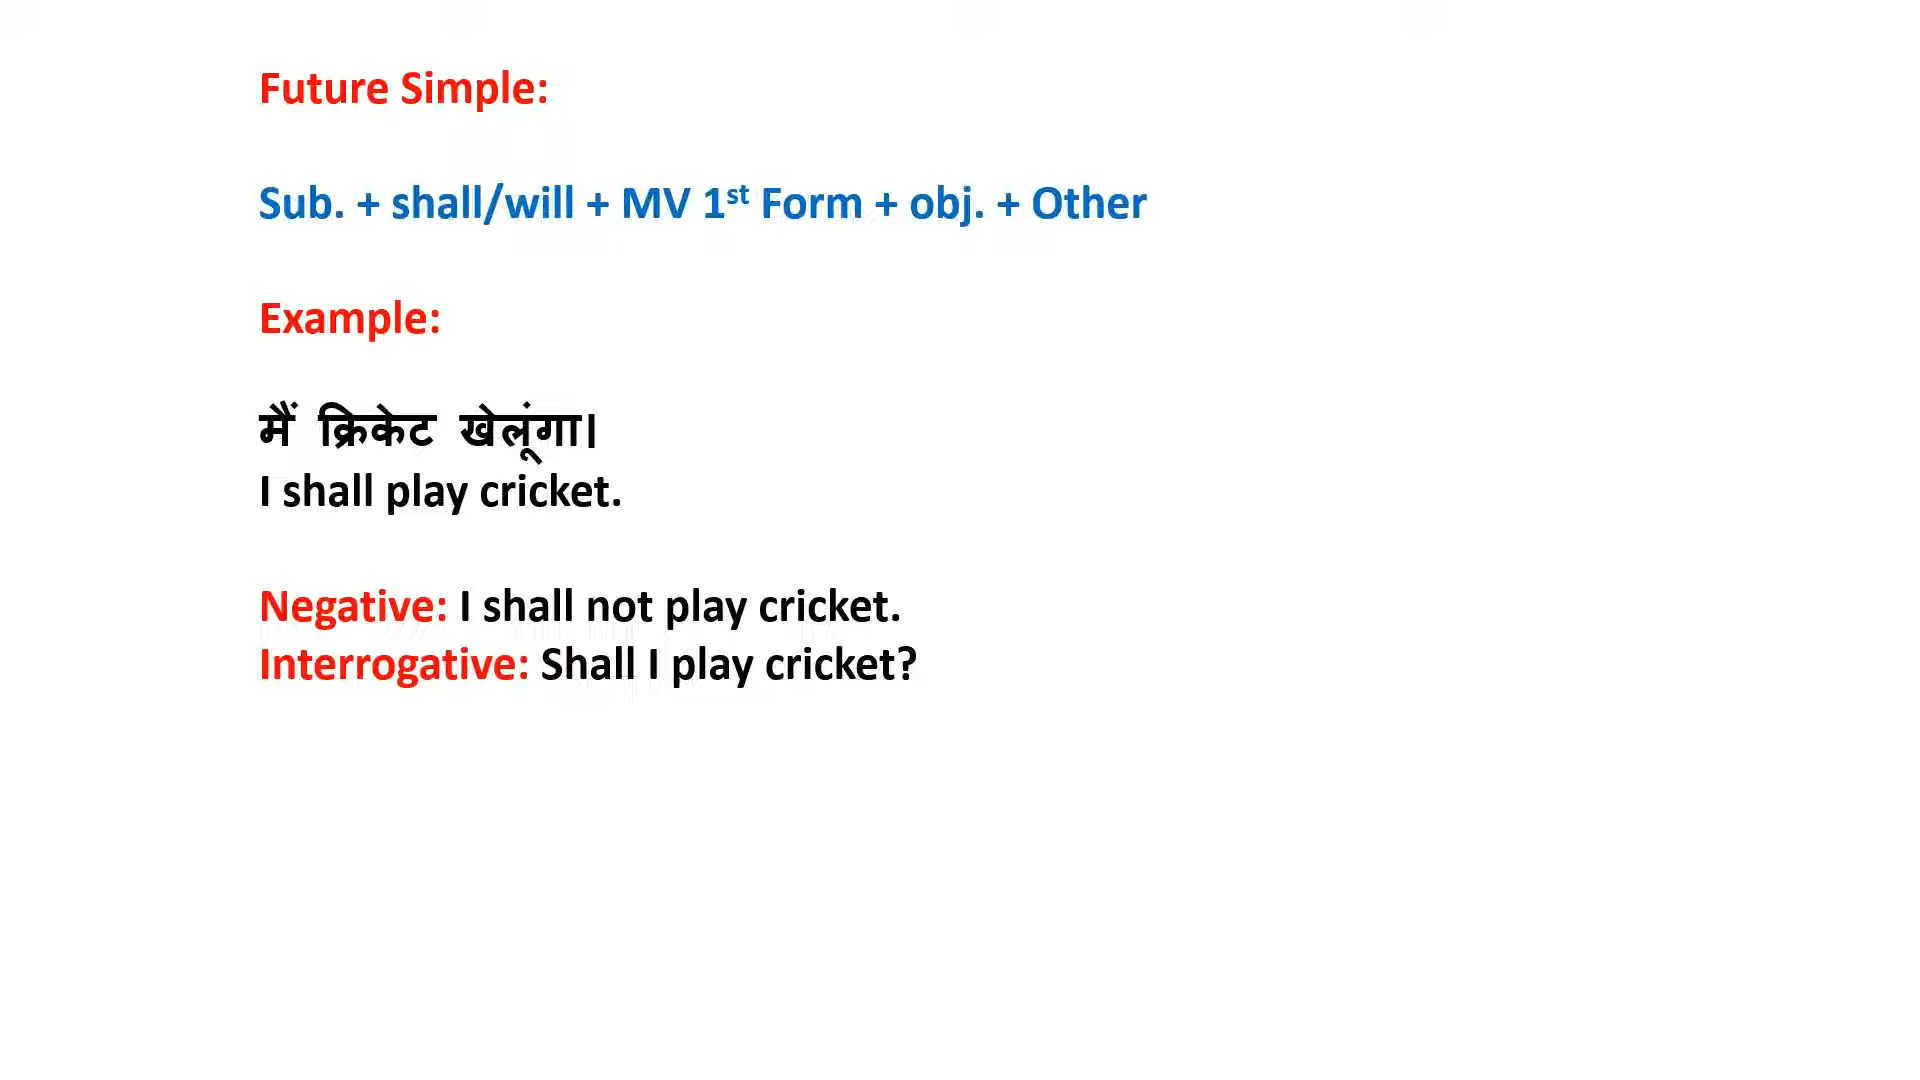 Future Simple:
Sub. + shall/will + MV 1st Form + obj. + Other
Example:
मैं क्रिकेट खेलूंगा।
I shall play cricket.
Negative: I shall not play cricket.
Interrogative: Shall I play cricket?